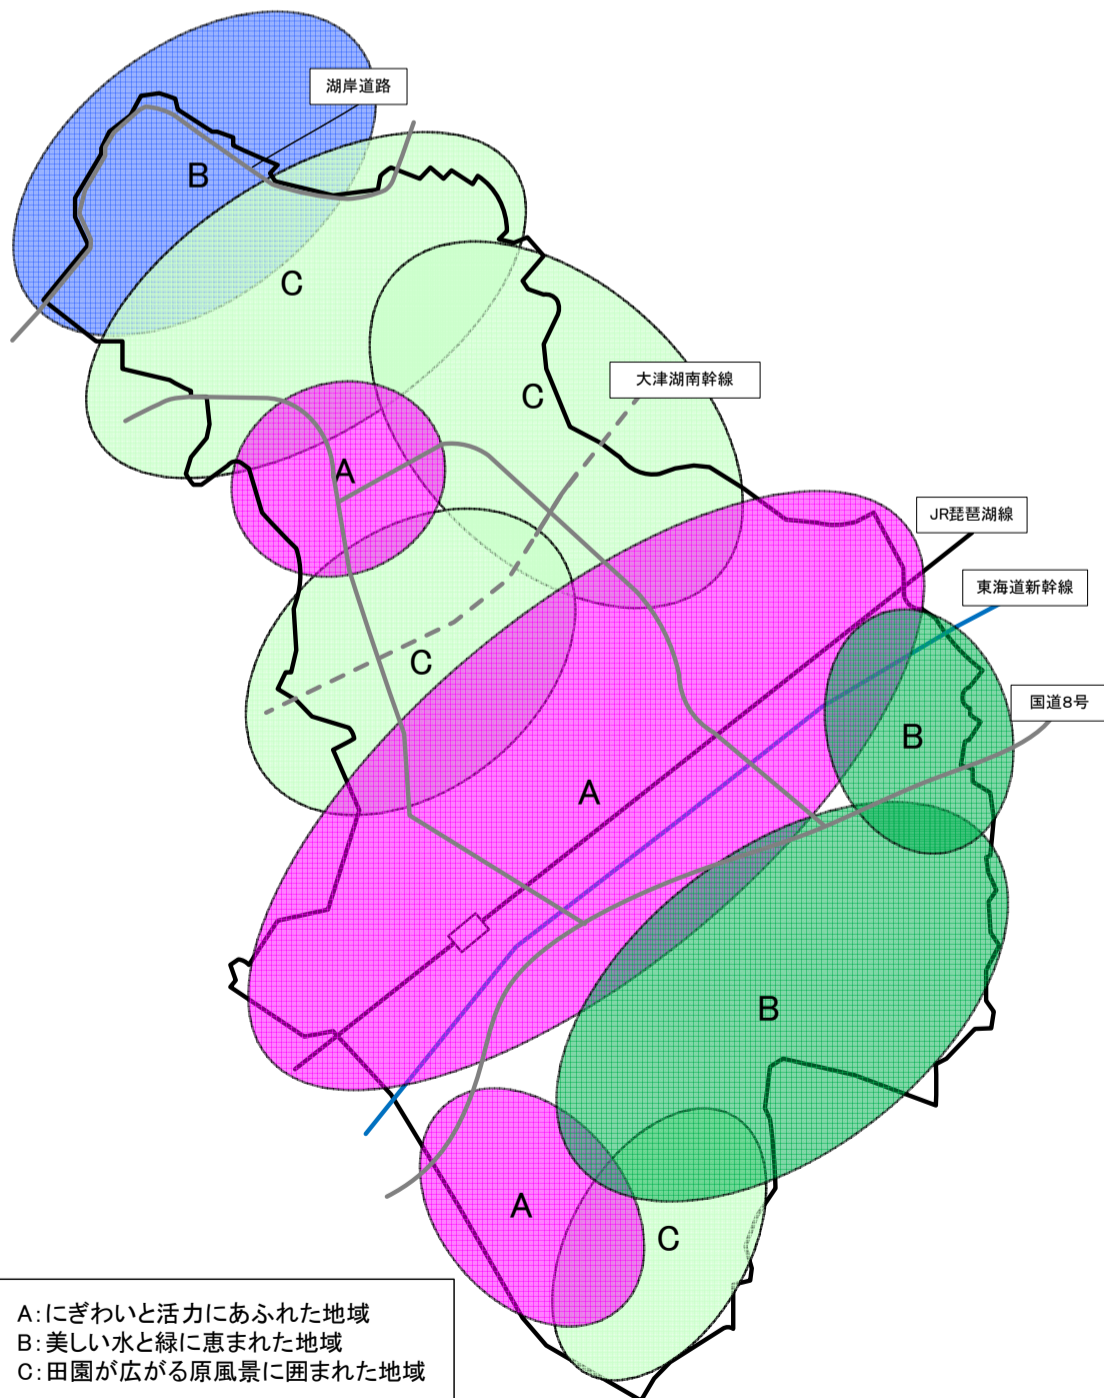 湖岸道路
B
C
大津湖南幹線
C
A
JR琵琶湖線
東海道新幹線
C
国道8号
B
A
B
A
C
A:にぎわいと活力にあふれた地域
B:美しい水と緑に恵まれた地域
C:田園が広がる原風景に囲まれた地域